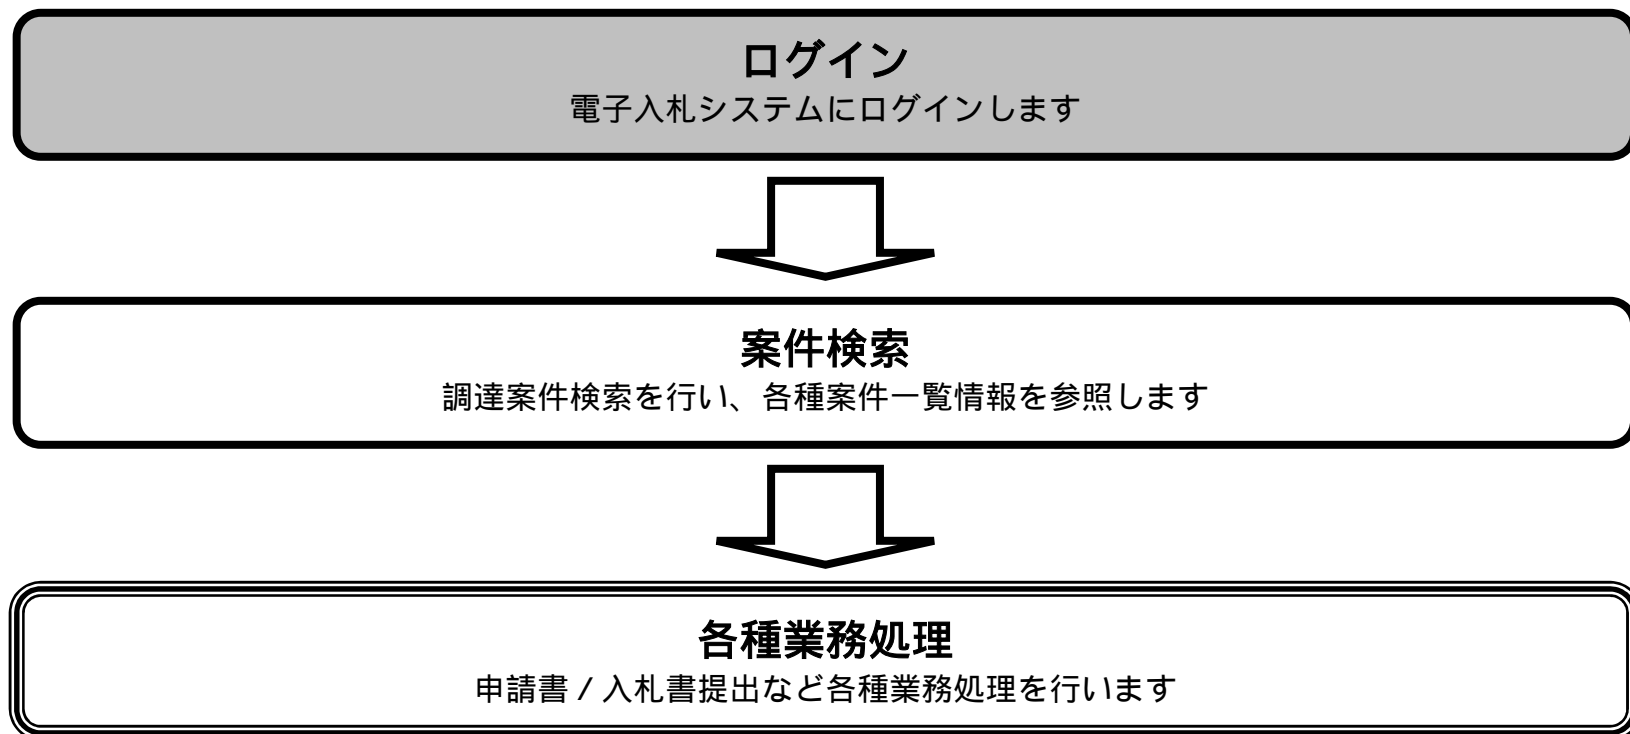 ログイン
電子入札システムにログインします
案件検索
調達案件検索を行い、各種案件一覧情報を参照します
各種業務処理
申請書 / 入札書提出など各種業務処理を行います